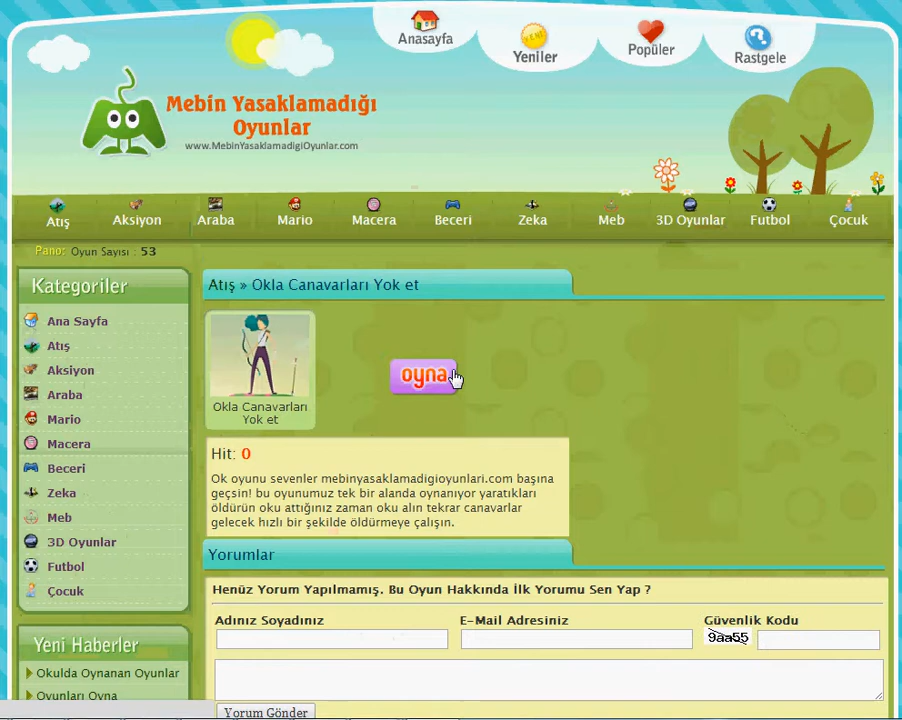 Anasayfa
Yeniler
Popüler
Rastgele
YENİ
Mebin Yasaklamadığı
Oyunlar
www.MebinYasaklamadigiOyunlar.com
Atış
Aksiyon
Araba
Mario
Macera
Beceri
Zeka
Meb
3D Oyunlar
Futbol
Çocuk
Pano: Oyun Sayısı : 53
Kategoriler
Ana Sayfa
Atış
Aksiyon
Araba
Mario
Macera
Beceri
Zeka
Meb
3D Oyunlar
Futbol
Çocuk
Yeni Haberler
Okulda Oynanan Oyunlar
Oyunları Oyna
Atış » Okla Canavarları Yok et
Okla Canavarları
Yok et
oyna
Hit: 0
Ok oyunu sevenler mebinyasaklamadigioyunlari.com başına
geçsin! bu oyunumuz tek bir alanda oynanıyor yaratıkları
öldürün oku attığınız zaman oku alın tekrar canavarlar
gelecek hızlı bir şekilde öldürmeye çalışın.
Yorumlar
Henüz Yorum Yapılmamış. Bu Oyun Hakkında İlk Yorumu Sen Yap ?
Adınız Soyadınız
E-Mail Adresiniz
Güvenlik Kodu
9aa55
Yorum Gönder